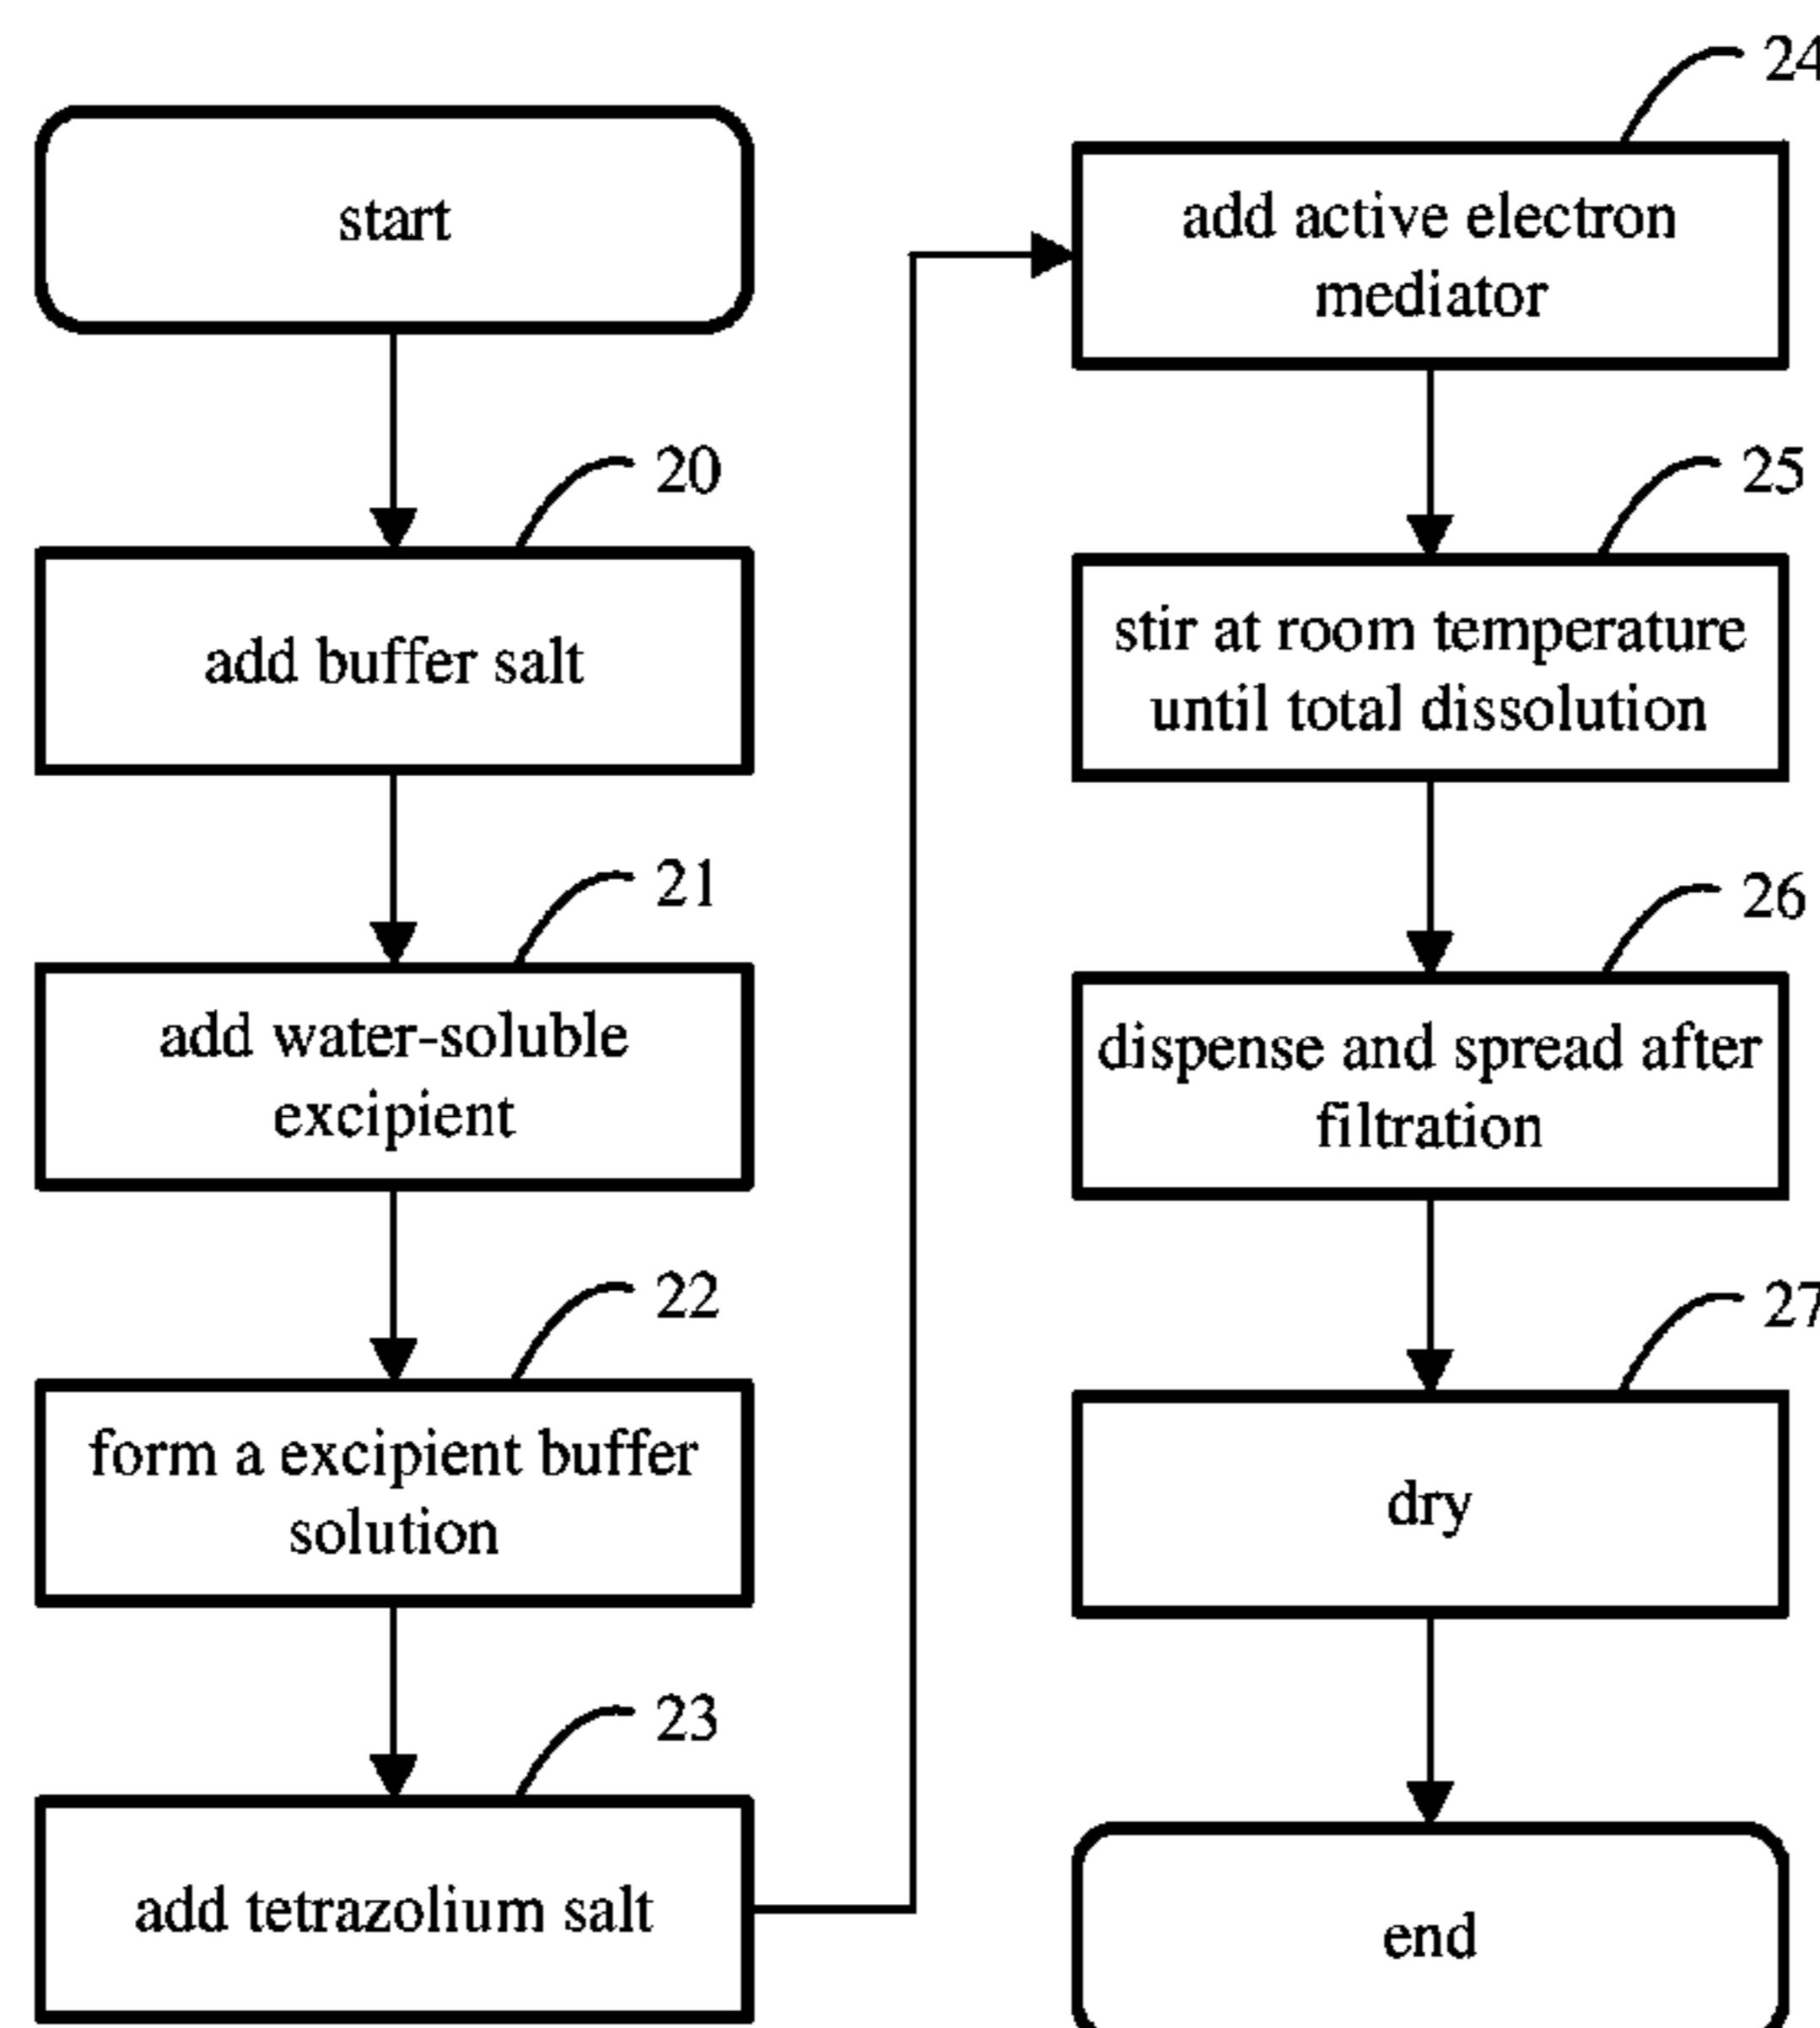 start
20
add buffer salt
21
add water-soluble
excipient
22
form a excipient buffer
solution
23
add tetrazolium salt
24
add active electron
mediator
25
stir at room temperature
until total dissolution
26
dispense and spread after
filtration
27
dry
end